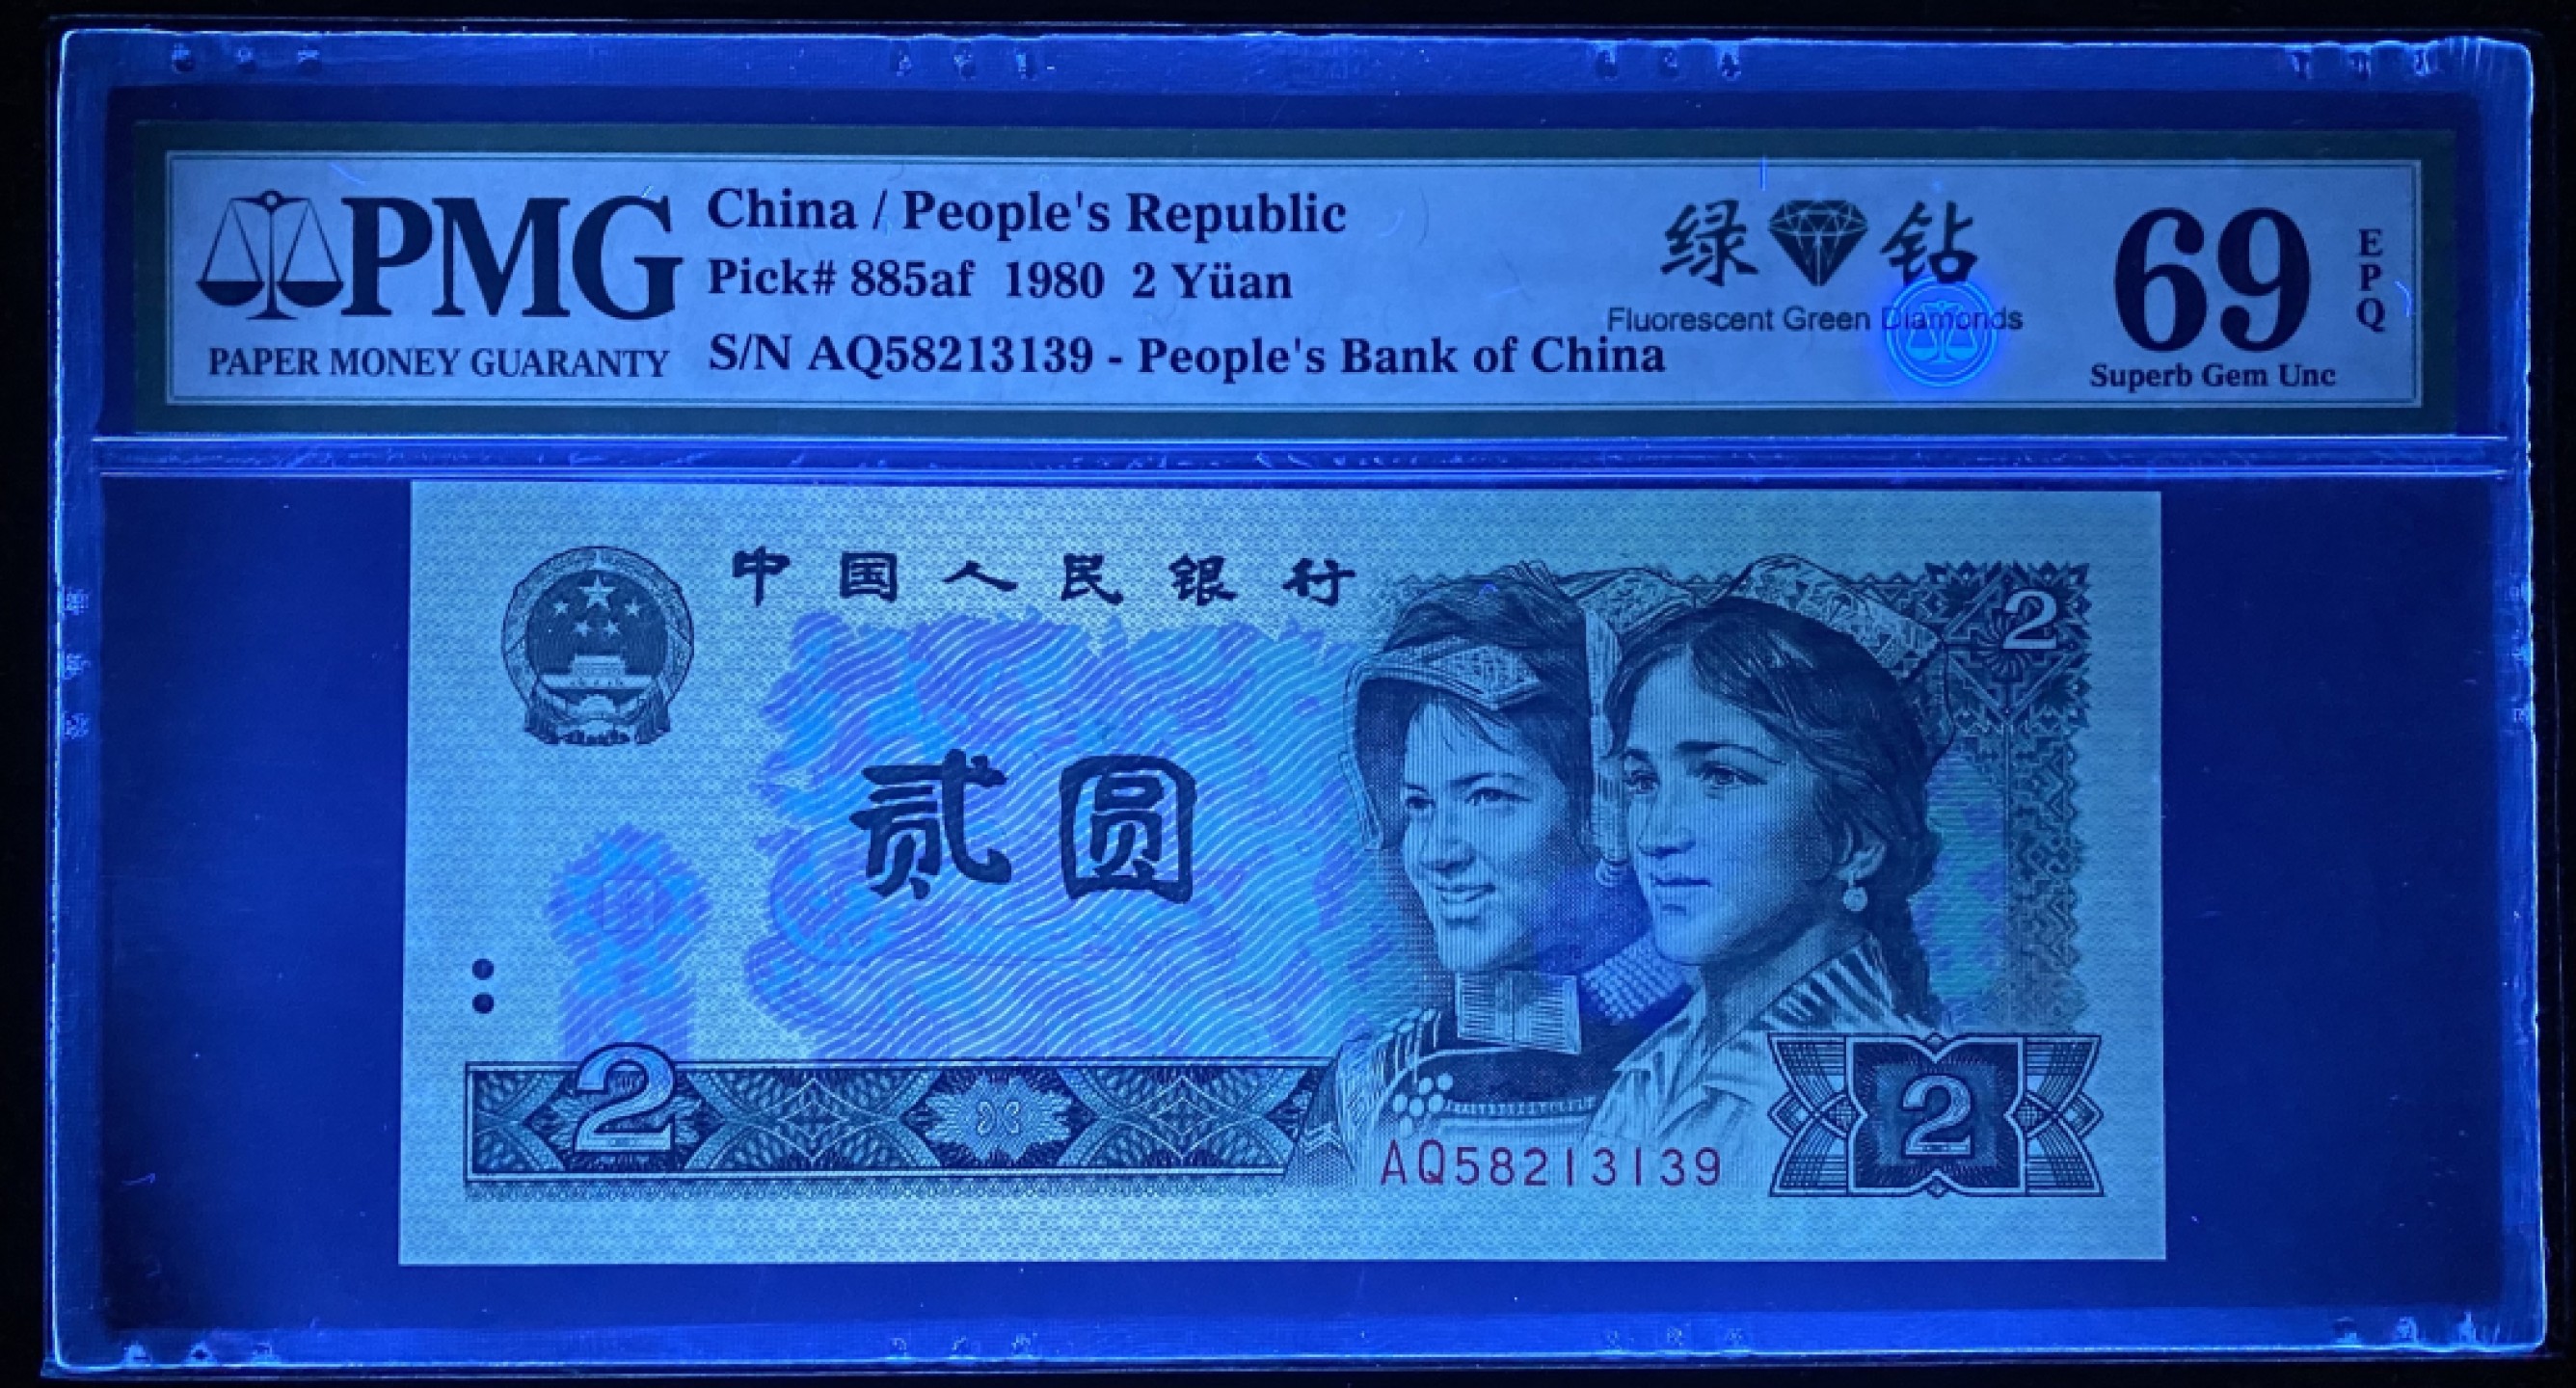 PMG
PAPER MONEY GUARANTY
China / People's Republic
Pick# 885af 1980 2 Yüan
S/N AQ58213139 - People's Bank of China
绿钻
Fluorescent Green Diamonds
69
EPQ
Superb Gem Unc
中国人民银行
2
贰圆
2
AQ58213139
2